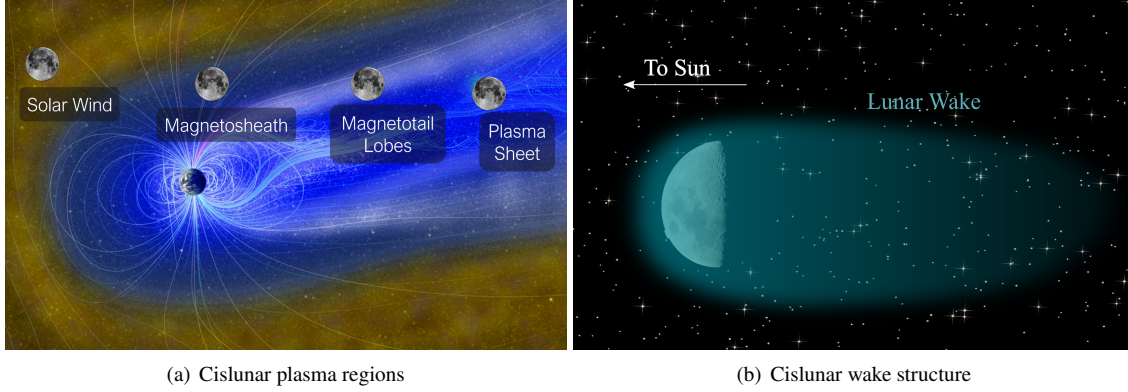 Solar Wind
Magnetosheath
Magnetotail
Lobes
Plasma
Sheet
To Sun
Lunar Wake
(a) Cislunar plasma regions
(b) Cislunar wake structure